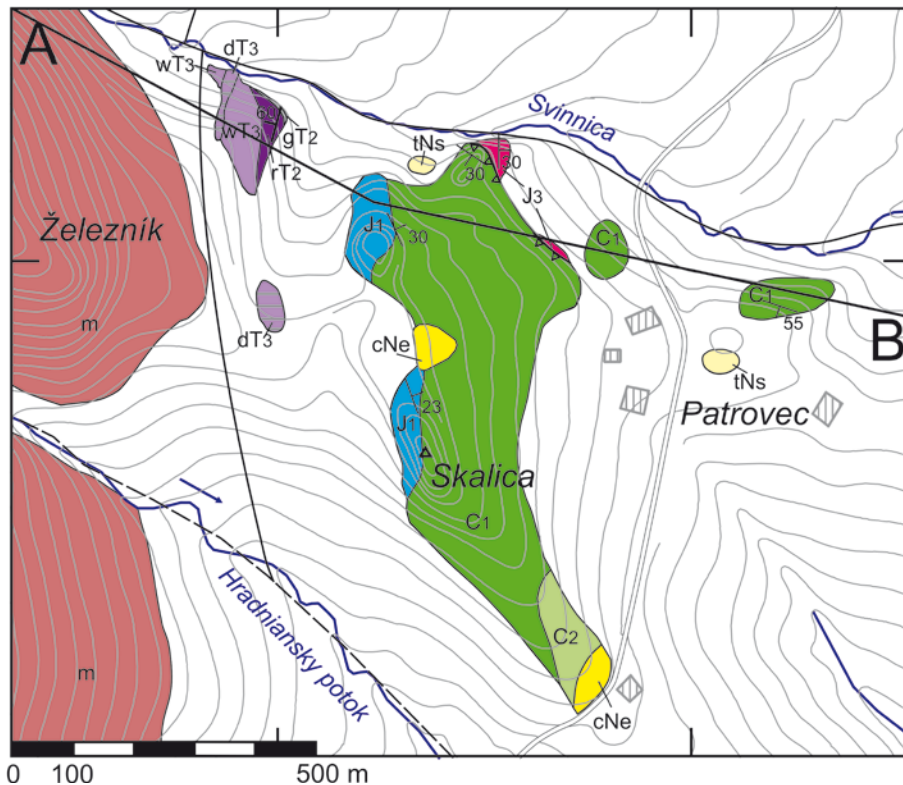 A
dT3
wT3
69
wT3
gT2
rT2
tNs
30
30
Svinnica
J3
J1
30
C1
Železník
m
dT3
C1
55
B
cNe
tNs
23
J1
Patrovec
Skalica
C1
Hradniansky potok
C2
m
cNe
0 100 500 m